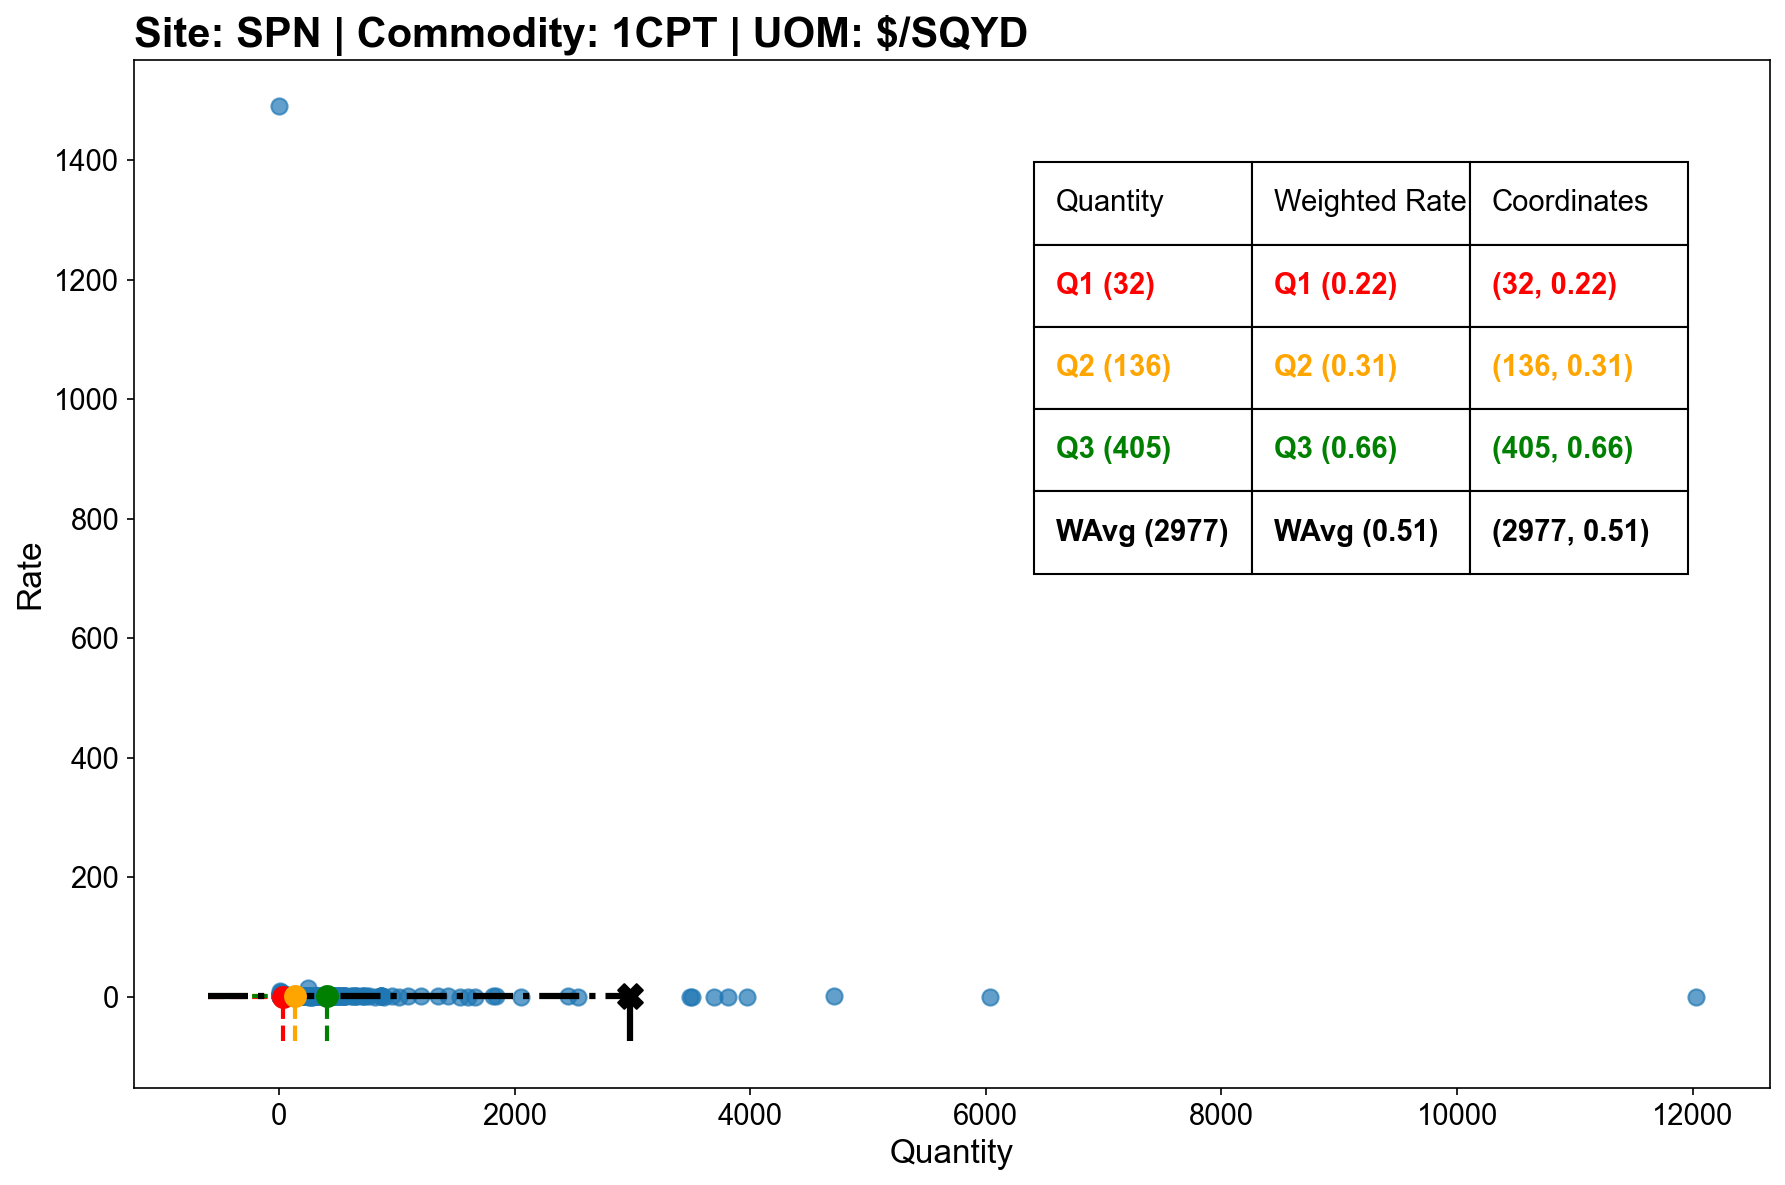 Site: SPN | Commodity: 1CPT | UOM: $/SQYD
1400
1200
1000
800
600
400
200
0
Rate
Quantity Weighted Rate Coordinates
Q1 (32) Q1 (0.22) (32, 0.22)
Q2 (136) Q2 (0.31) (136, 0.31)
Q3 (405) Q3 (0.66) (405, 0.66)
WAvg (2977) WAvg (0.51) (2977, 0.51)
0 2000 4000 6000 8000 10000 12000
Quantity